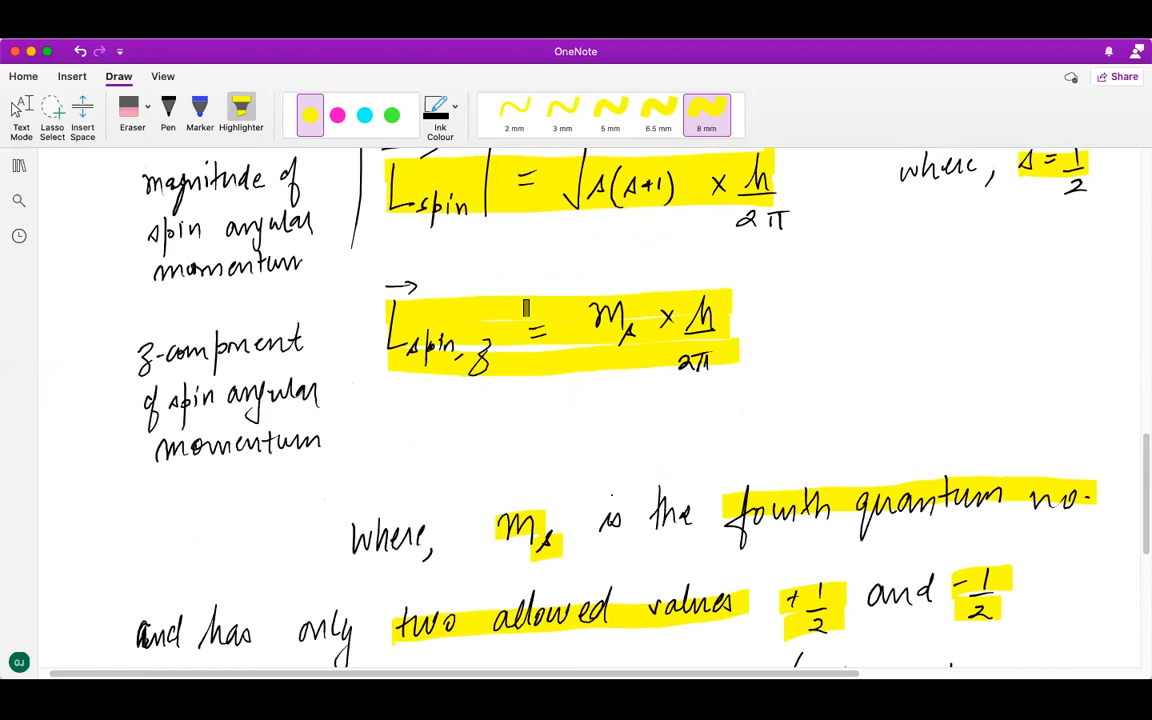 OneNote
Home Insert Draw View
Share
Text Mode
Lasso Select
Insert Space
Eraser
Pen
Marker
Highlighter
Ink Colour
2 mm
3 mm
5 mm
6.5 mm
8 mm
magnitude of
spin angular
momentum
|L⃗spin| = √s(s+1) × h/2π where, s = 1/2
z-component
of spin angular
momentum
L⃗spin, z = ms × h/2π
where, ms is the fourth quantum no.
and has only two allowed values +1/2 and -1/2
GJ